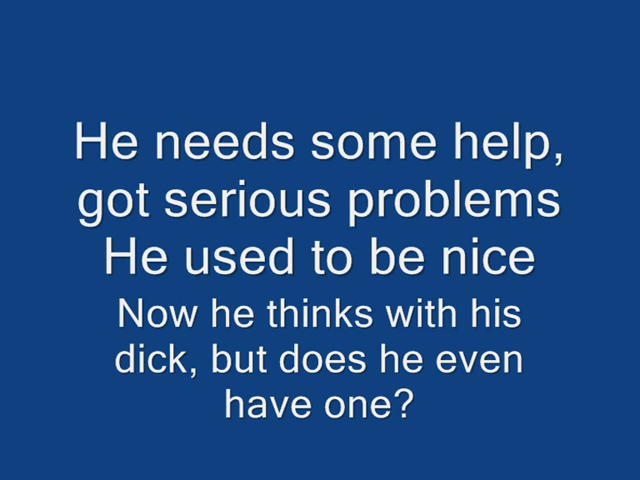 He needs some help,
got serious problems
He used to be nice
Now he thinks with his
dick, but does he even
have one?